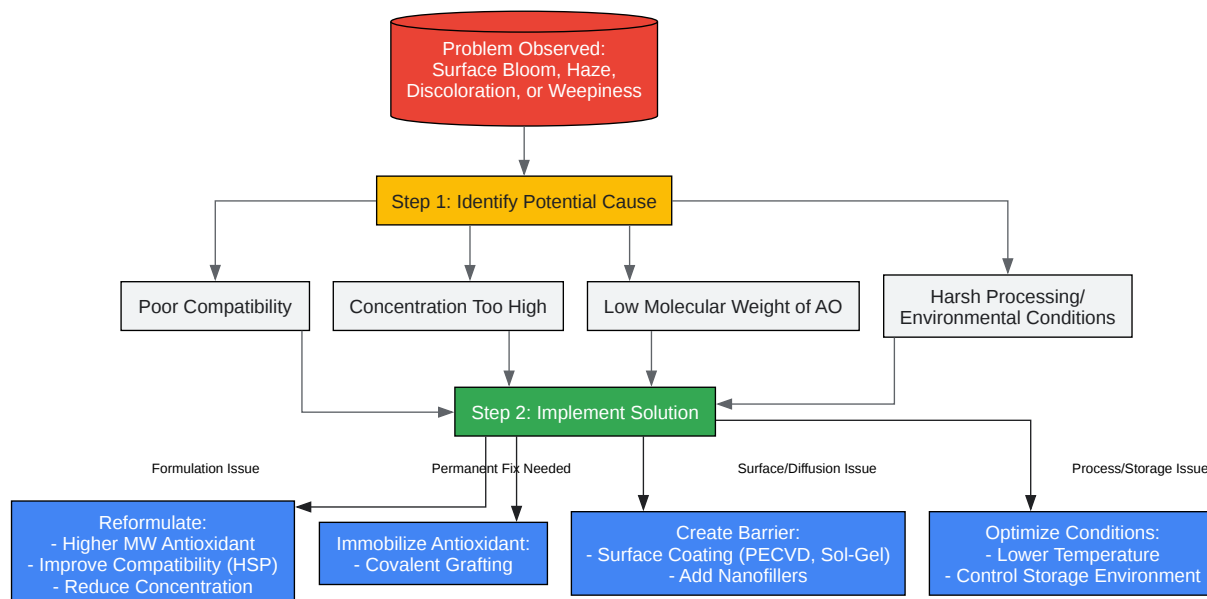 Problem Observed:
Surface Bloom, Haze,
Discoloration, or Weepiness
Step 1: Identify Potential Cause
Poor Compatibility
Concentration Too High
Low Molecular Weight of AO
Harsh Processing/
Environmental Conditions
Step 2: Implement Solution
Formulation Issue
Permanent Fix Needed
Surface/Diffusion Issue
Process/Storage Issue
Reformulate:
- Higher MW Antioxidant
- Improve Compatibility (HSP)
- Reduce Concentration
Immobilize Antioxidant:
- Covalent Grafting
Create Barrier:
- Surface Coating (PECVD, Sol-Gel)
- Add Nanofillers
Optimize Conditions:
- Lower Temperature
- Control Storage Environment